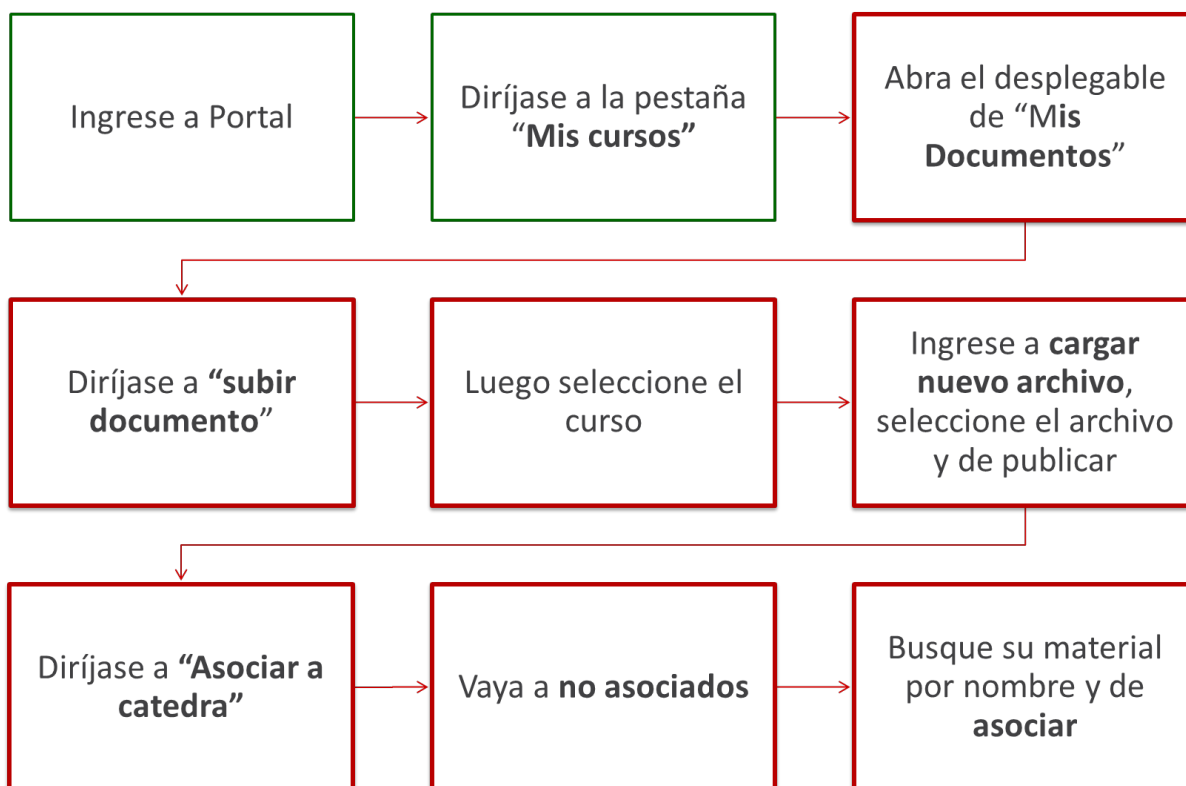 Ingrese a Portal
Diríjase a la pestaña
“Mis cursos”
Abra el desplegable
de “Mis
Documentos”
Diríjase a “subir
documento”
Luego seleccione el
curso
Ingrese a cargar
nuevo archivo,
seleccione el archivo
y de publicar
Diríjase a “Asociar a
catedra”
Vaya a no asociados
Busque su material
por nombre y de
asociar